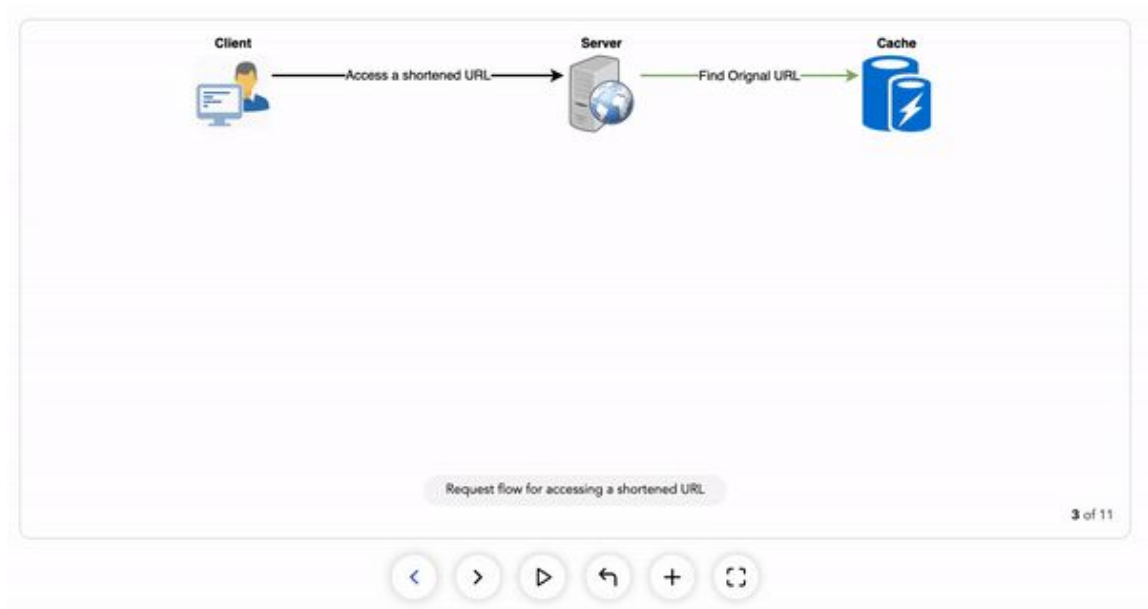 Client
Server
Cache
Access a shortened URL
Find Orignal URL
Request flow for accessing a shortened URL
3 of 11